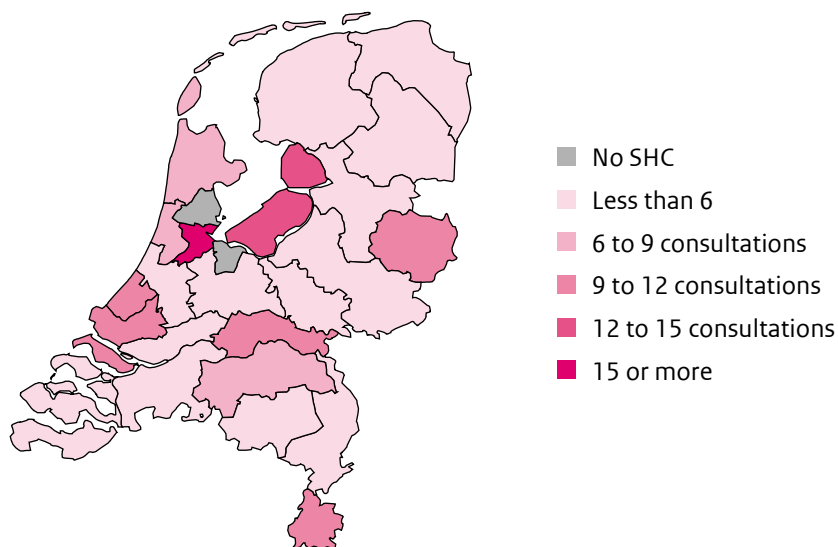 No SHC
Less than 6
6 to 9 consultations
9 to 12 consultations
12 to 15 consultations
15 or more